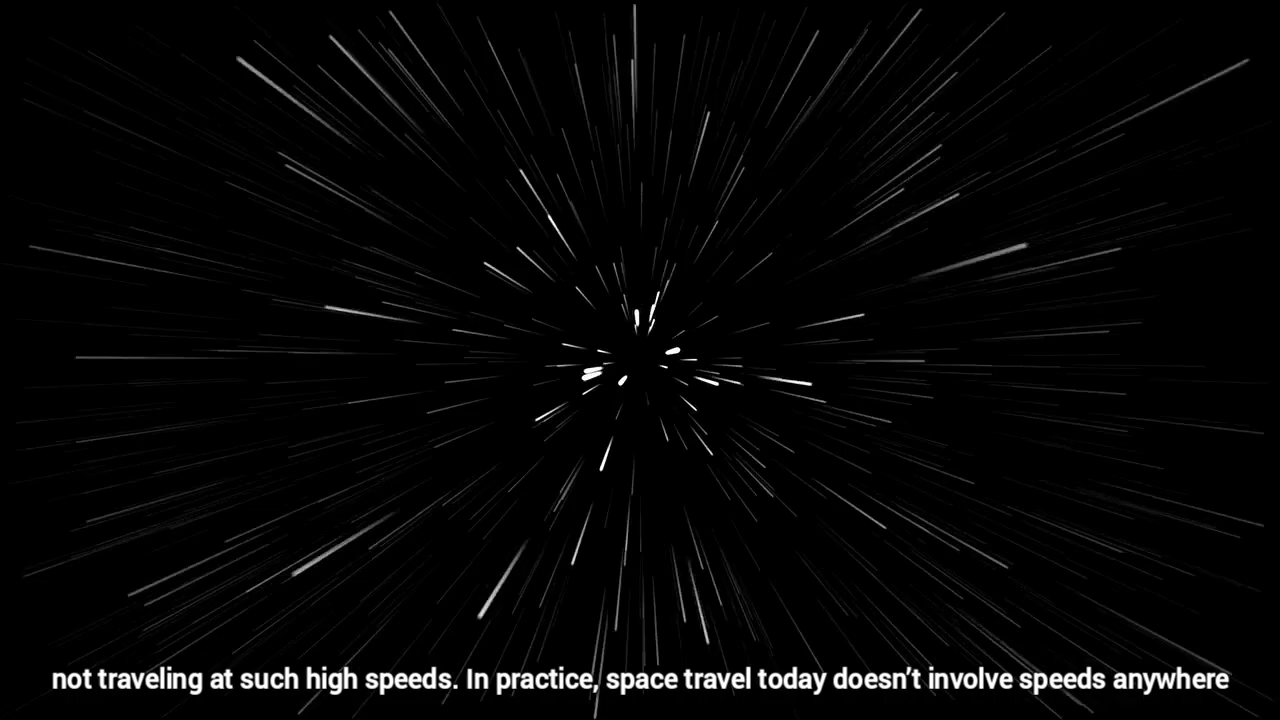 not traveling at such high speeds. In practice, space travel today doesn’t involve speeds anywhere